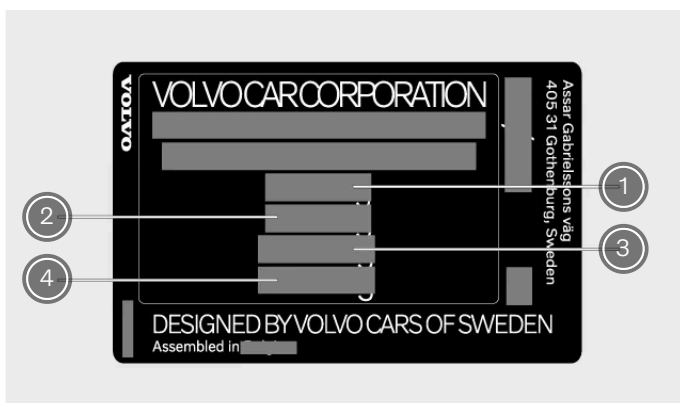 VOLVO
VOLVO CAR CORPORATION
Assar Gabrielssons väg
405 31 Gothenburg, Sweden
1
2
3
4
DESIGNED BY VOLVO CARS OF SWEDEN
Assembled in